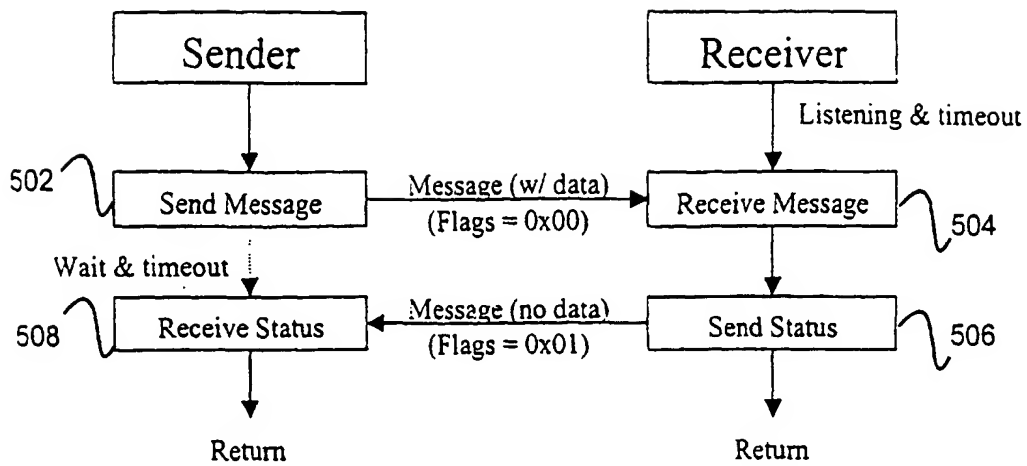 Sender
Receiver
Listening & timeout
502
Send Message
Message (w/ data)
(Flags = 0x00)
Receive Message
504
Wait & timeout
508
Receive Status
Message (no data)
(Flags = 0x01)
Send Status
506
Return
Return